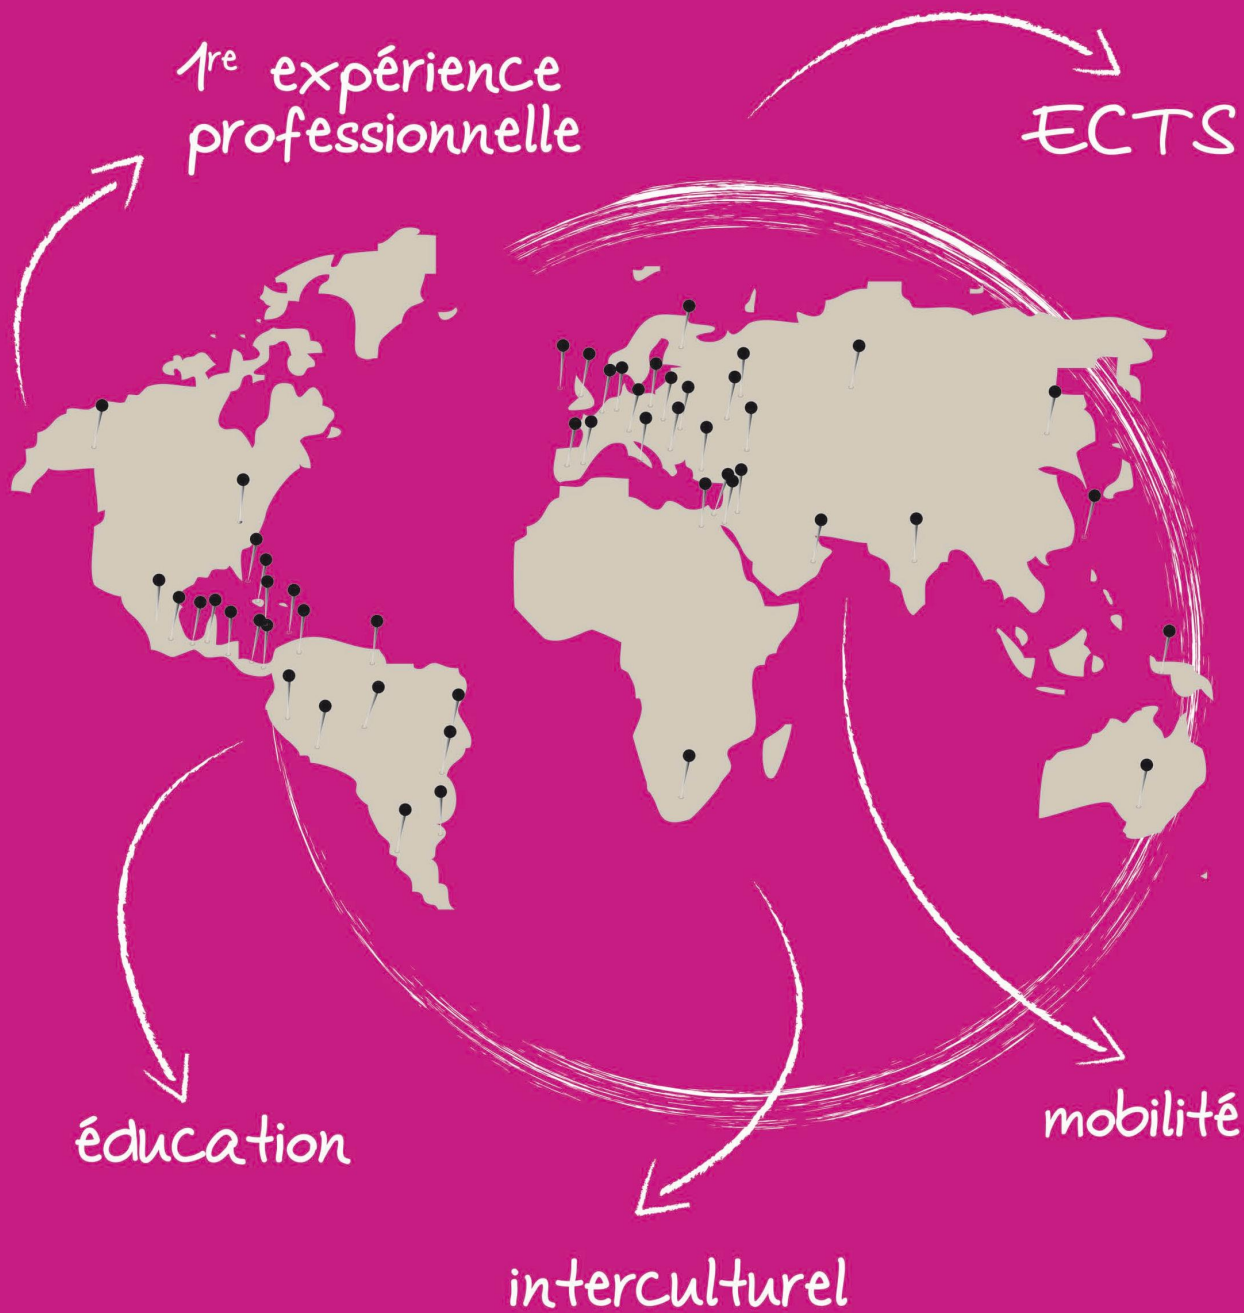 1re expérience
professionnelle
ECTS
éducation
mobilité
interculturel